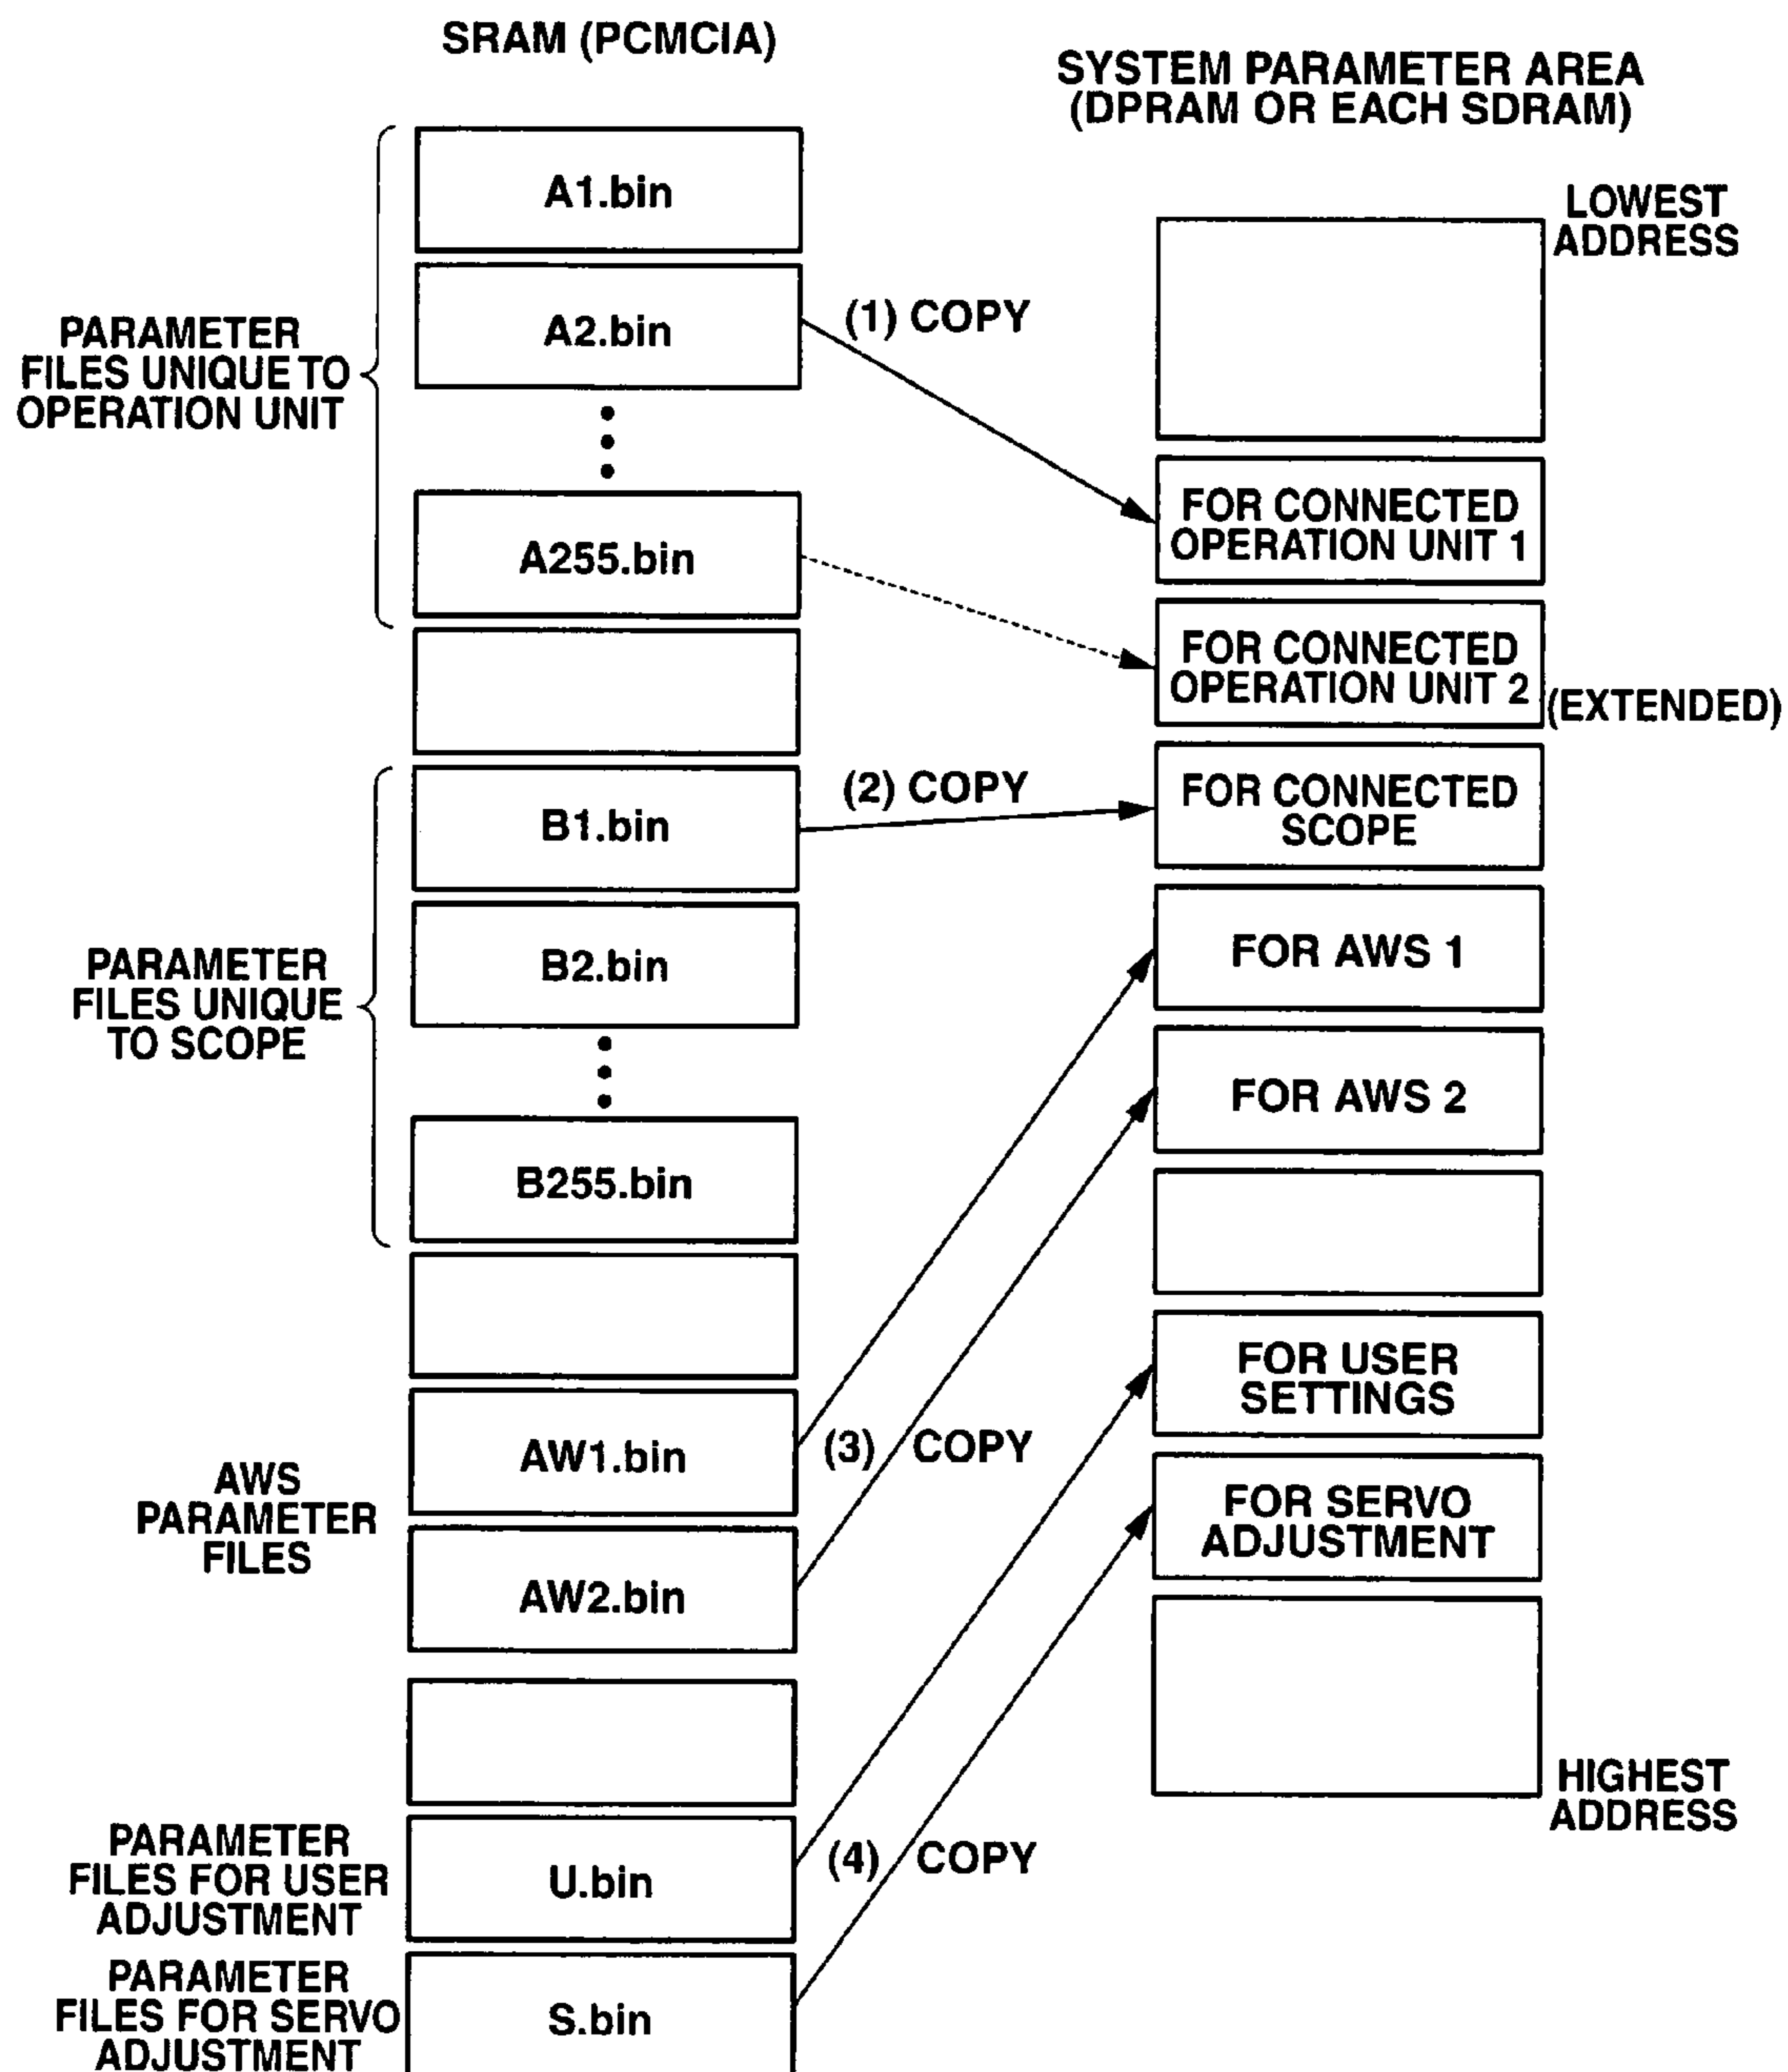 SRAM (PCMCIA)
SYSTEM PARAMETER AREA
(DPRAM OR EACH SDRAM)
LOWEST
ADDRESS
A1.bin
PARAMETER
FILES UNIQUE TO
OPERATION UNIT
A2.bin
(1) COPY
A255.bin
FOR CONNECTED
OPERATION UNIT 1
FOR CONNECTED
OPERATION UNIT 2
(EXTENDED)
B1.bin
(2) COPY
FOR CONNECTED
SCOPE
PARAMETER
FILES UNIQUE
TO SCOPE
B2.bin
FOR AWS 1
FOR AWS 2
B255.bin
FOR USER
SETTINGS
AWS
PARAMETER
FILES
AW1.bin
(3) COPY
FOR SERVO
ADJUSTMENT
AW2.bin
HIGHEST
ADDRESS
PARAMETER
FILES FOR USER
ADJUSTMENT
U.bin
(4) COPY
PARAMETER
FILES FOR SERVO
ADJUSTMENT
S.bin